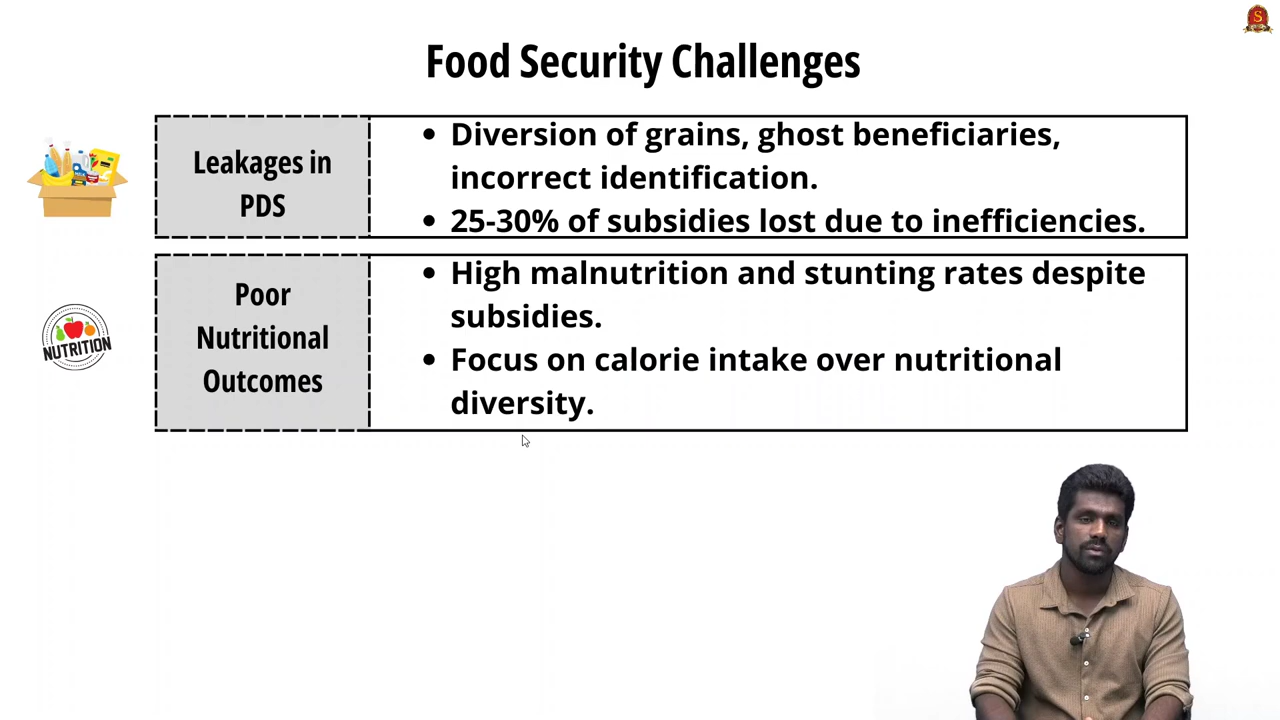 Food Security Challenges
Leakages in
PDS
• Diversion of grains, ghost beneficiaries,
incorrect identification.
• 25-30% of subsidies lost due to inefficiencies.
NUTRITION
Poor
Nutritional
Outcomes
• High malnutrition and stunting rates despite
subsidies.
• Focus on calorie intake over nutritional
diversity.